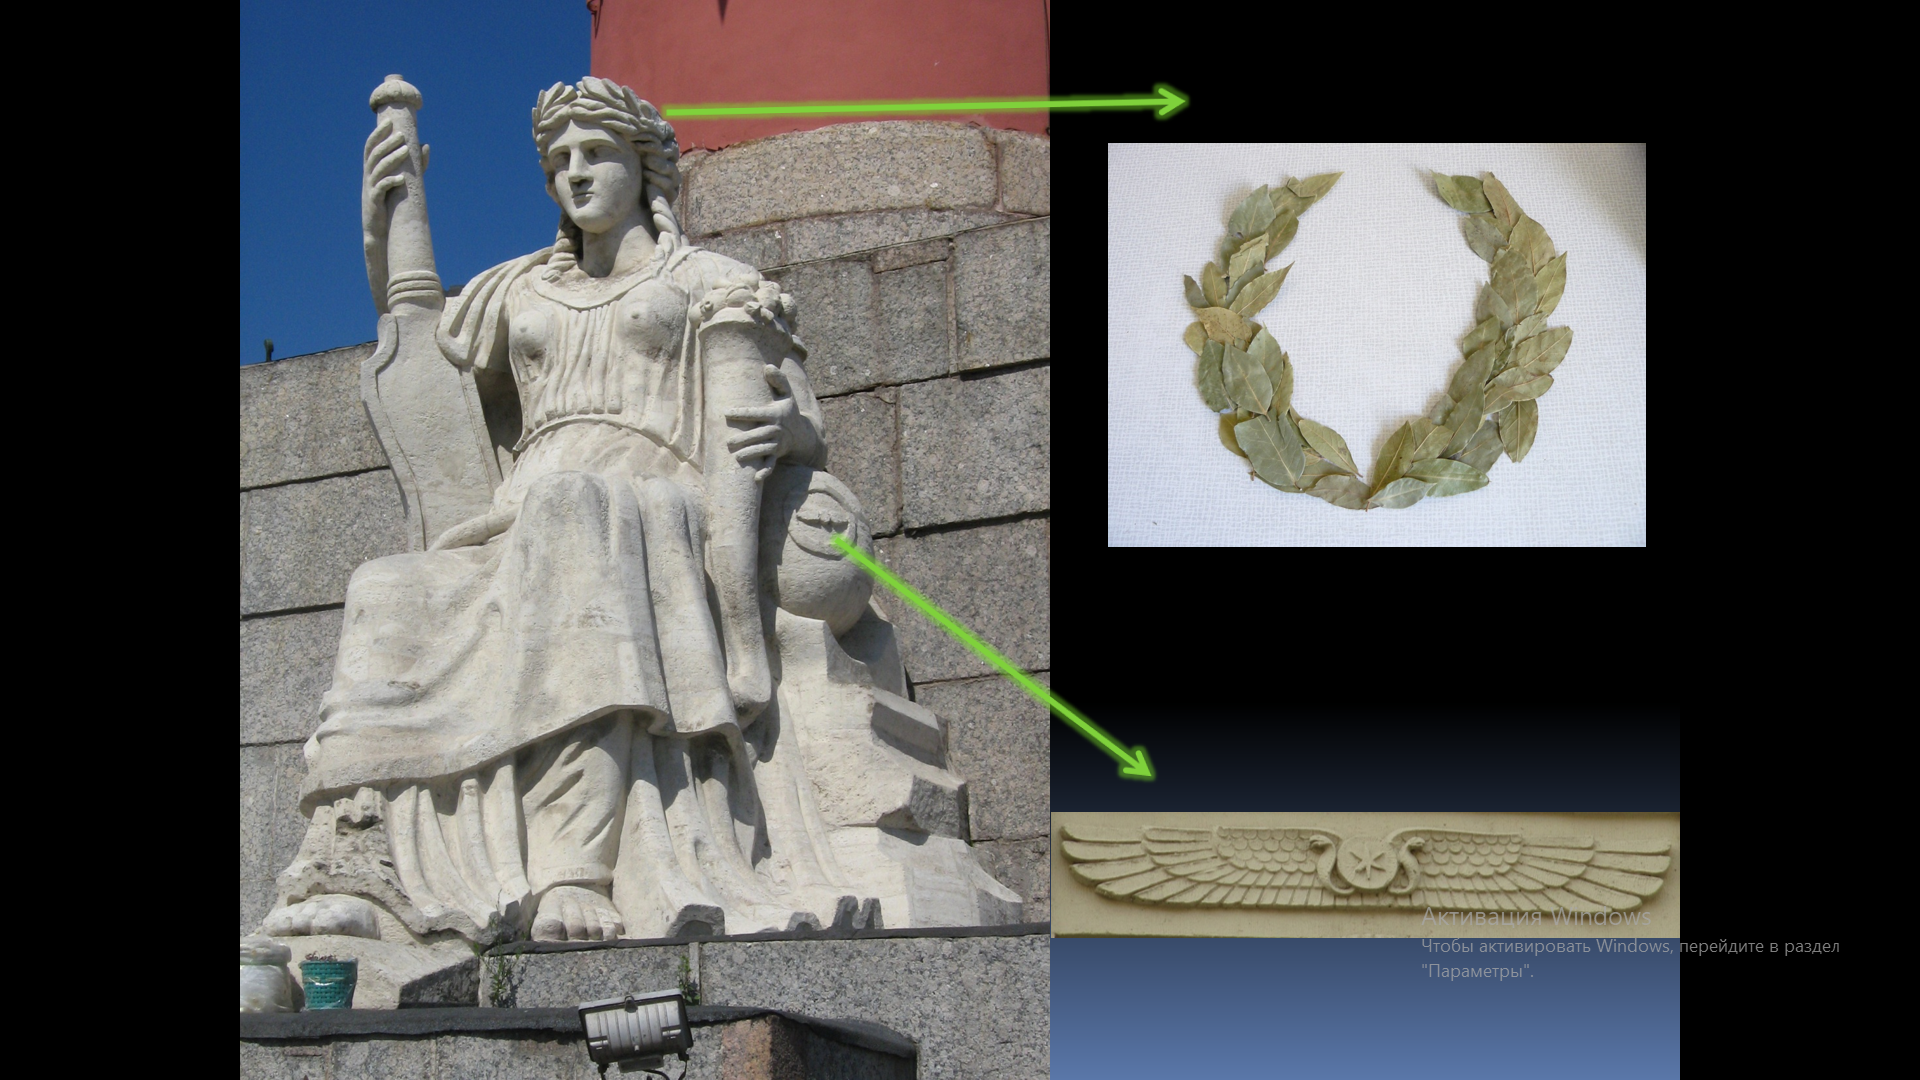 Активация Windows
Чтобы активировать Windows, перейдите в раздел
"Параметры".